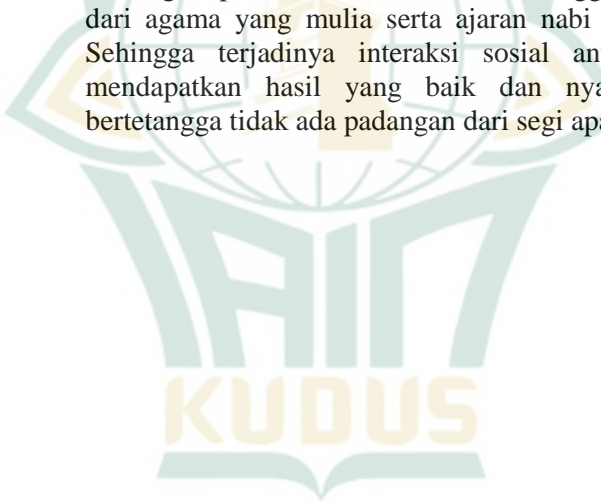 dari agama yang mulia serta ajaran nabi
Sehingga terjadinya interaksi sosial an
mendapatkan hasil yang baik dan nya
bertetangga tidak ada padangan dari segi apa
IAIN
KUDUS